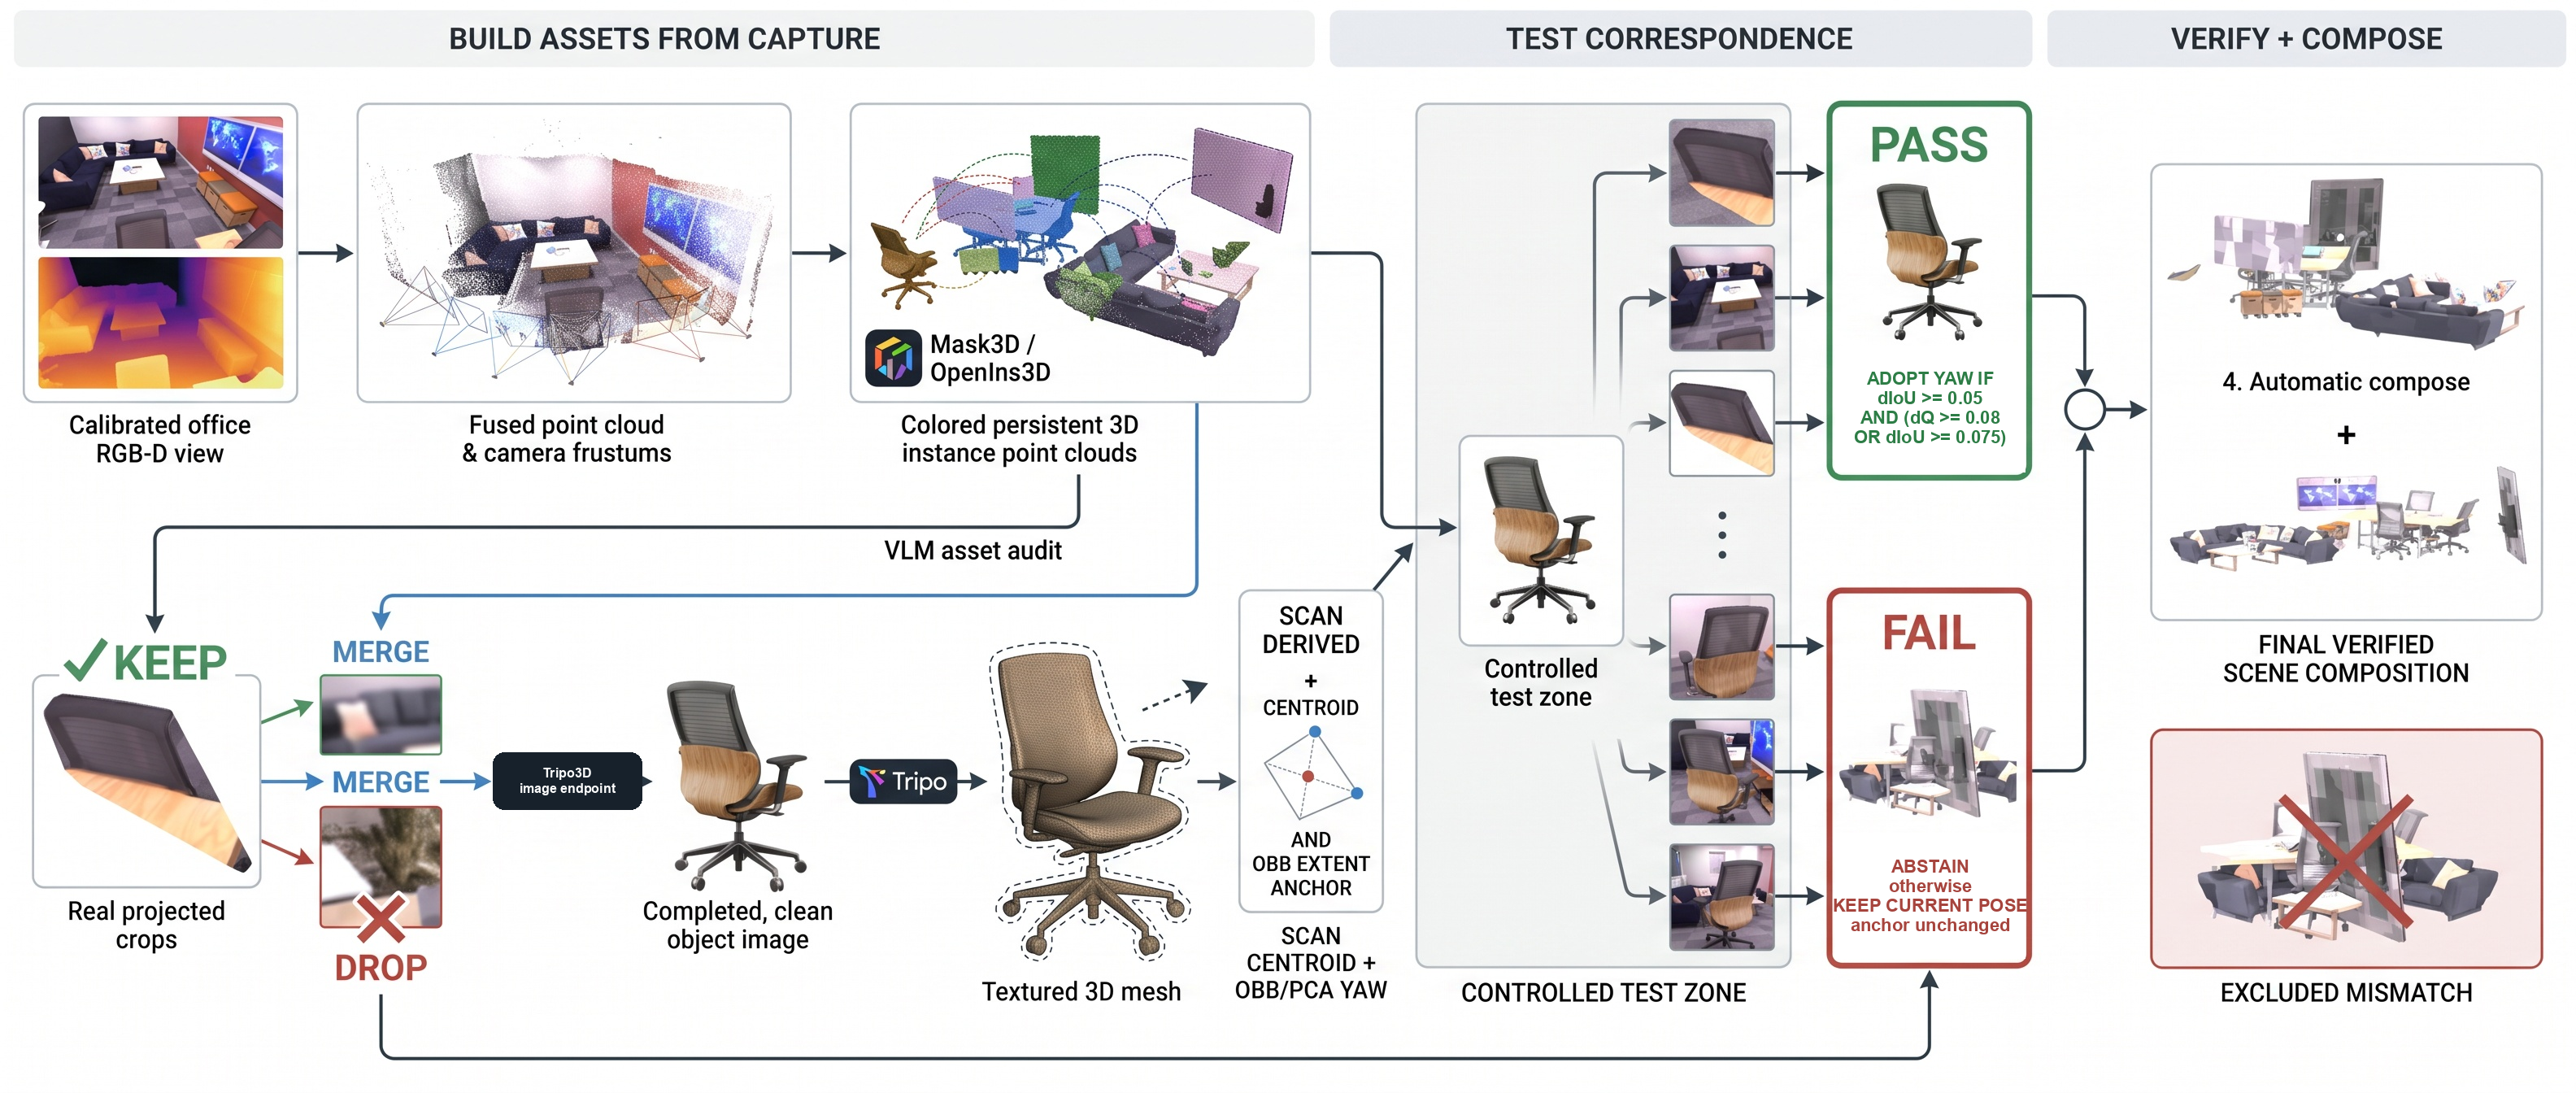 BUILD ASSETS FROM CAPTURE
TEST CORRESPONDENCE
VERIFY + COMPOSE
Calibrated office
RGB-D view
Fused point cloud
& camera frustums
Mask3D /
OpenIns3D
Colored persistent 3D
instance point clouds
VLM asset audit
KEEP
Real projected
crops
MERGE
MERGE
DROP
Tripo3D
image endpoint
Completed, clean
object image
Tripo
Textured 3D mesh
SCAN
DERIVED
+
CENTROID
AND
OBB EXTENT
ANCHOR
SCAN
CENTROID +
OBB/PCA YAW
Controlled
test zone
CONTROLLED TEST ZONE
PASS
ADOPT YAW IF
dIoU >= 0.05
AND (dQ >= 0.08
OR dIoU >= 0.075)
FAIL
ABSTAIN
otherwise
KEEP CURRENT POSE
anchor unchanged
4. Automatic compose
+
FINAL VERIFIED
SCENE COMPOSITION
EXCLUDED MISMATCH